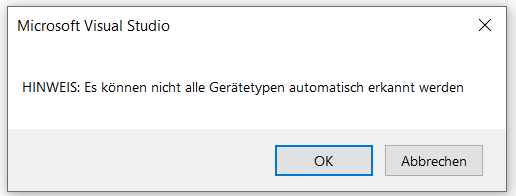 Microsoft Visual Studio
HINWEIS: Es können nicht alle Gerätetypen automatisch erkannt werden
OK
Abbrechen